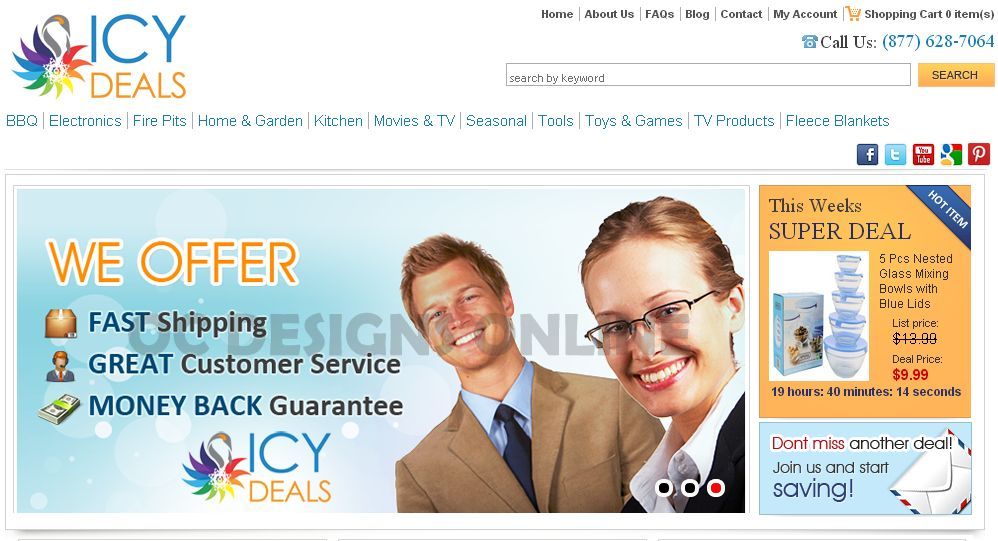 ICY
DEALS
Home About Us FAQs Blog Contact My Account Shopping Cart 0 item(s)
Call Us: (877) 628-7064
search by keyword
SEARCH
BBQ Electronics Fire Pits Home & Garden Kitchen Movies & TV Seasonal Tools Toys & Games TV Products Fleece Blankets
You
Tube
WE OFFER
FAST Shipping
OC DESIGNS ONLINE
GREAT Customer Service
MONEY BACK Guarantee
ICY
DEALS
HOT ITEM
This Weeks
SUPER DEAL
5 Pcs Nested
Glass Mixing
Bowls with
Blue Lids
List price:
$13.99
Deal Price:
$9.99
19 hours: 40 minutes: 14 seconds
Dont miss another deal!
Join us and start
saving!